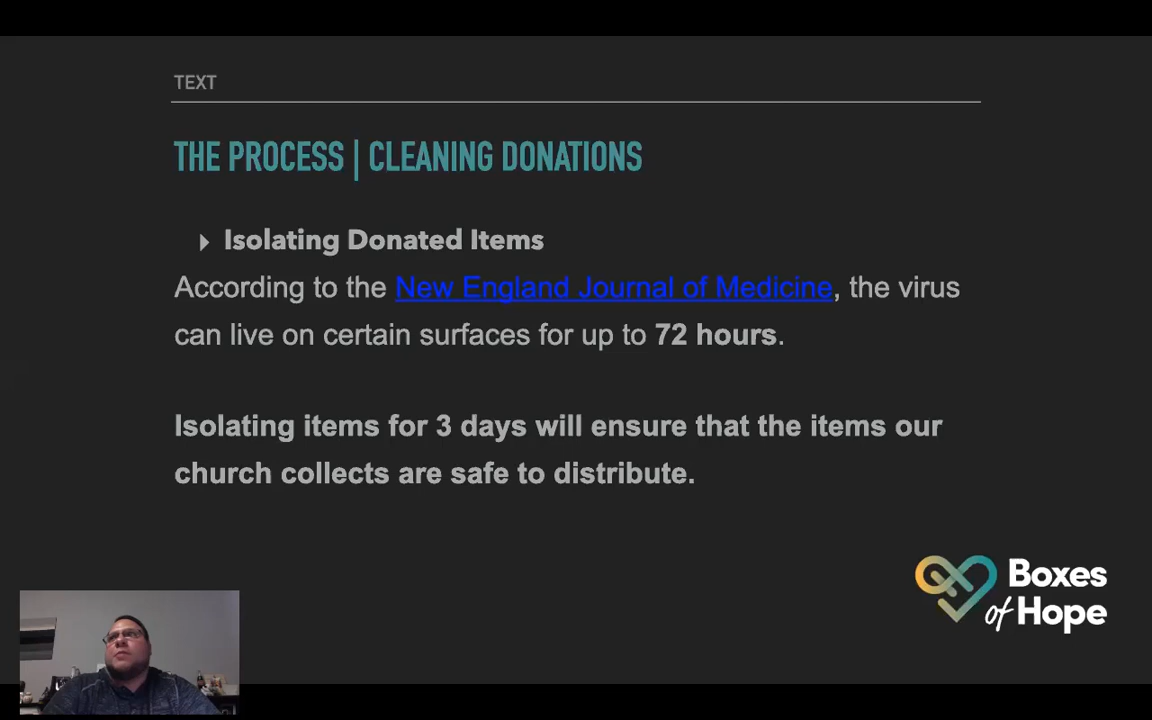 TEXT
THE PROCESS | CLEANING DONATIONS
Isolating Donated Items
According to the New England Journal of Medicine, the virus
can live on certain surfaces for up to 72 hours.
Isolating items for 3 days will ensure that the items our
church collects are safe to distribute.
Boxes
of Hope